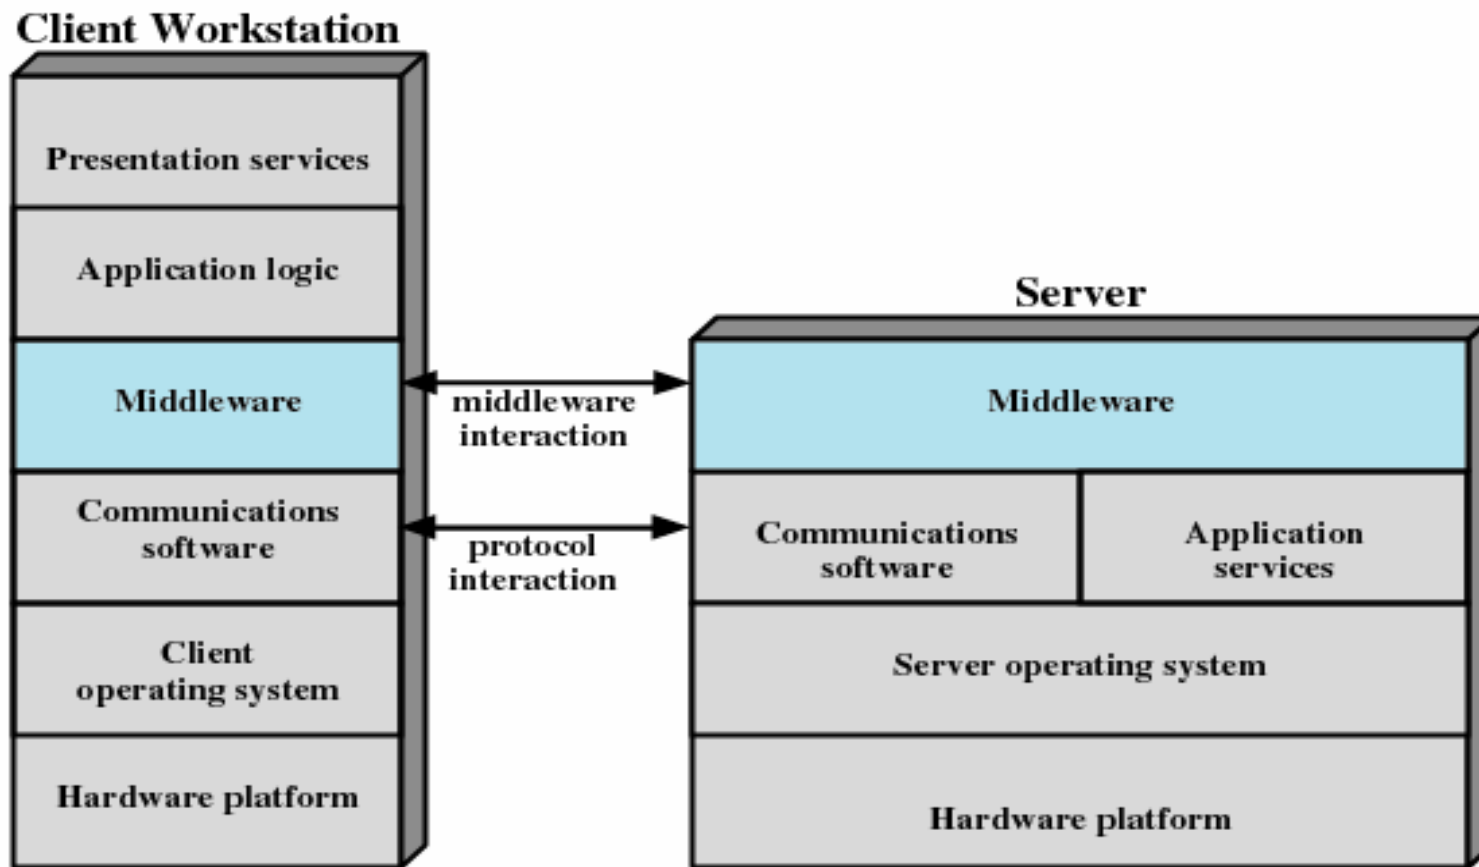 Client Workstation
Presentation services
Application logic
Middleware
Communications
software
Client
operating system
Hardware platform
middleware
interaction
protocol
interaction
Server
Middleware
Communications
software
Application
services
Server operating system
Hardware platform